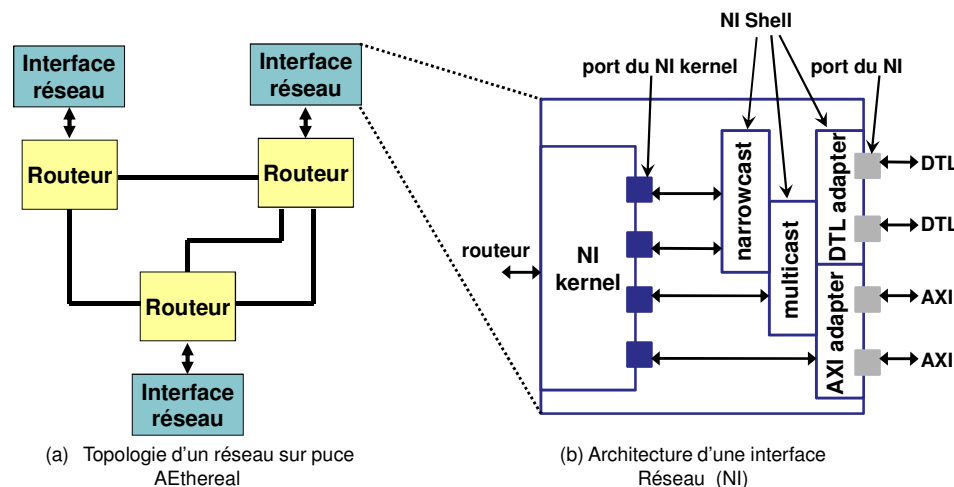 Interface
réseau
Interface
réseau
Routeur
Routeur
Routeur
Interface
réseau
(a) Topologie d'un réseau sur puce
AEthereal
NI Shell
port du NI kernel
port du NI
routeur
NI
kernel
narrowcast
multicast
DTL adapter
AXI adapter
DTL
DTL
AXI
AXI
(b) Architecture d'une interface
Réseau (NI)